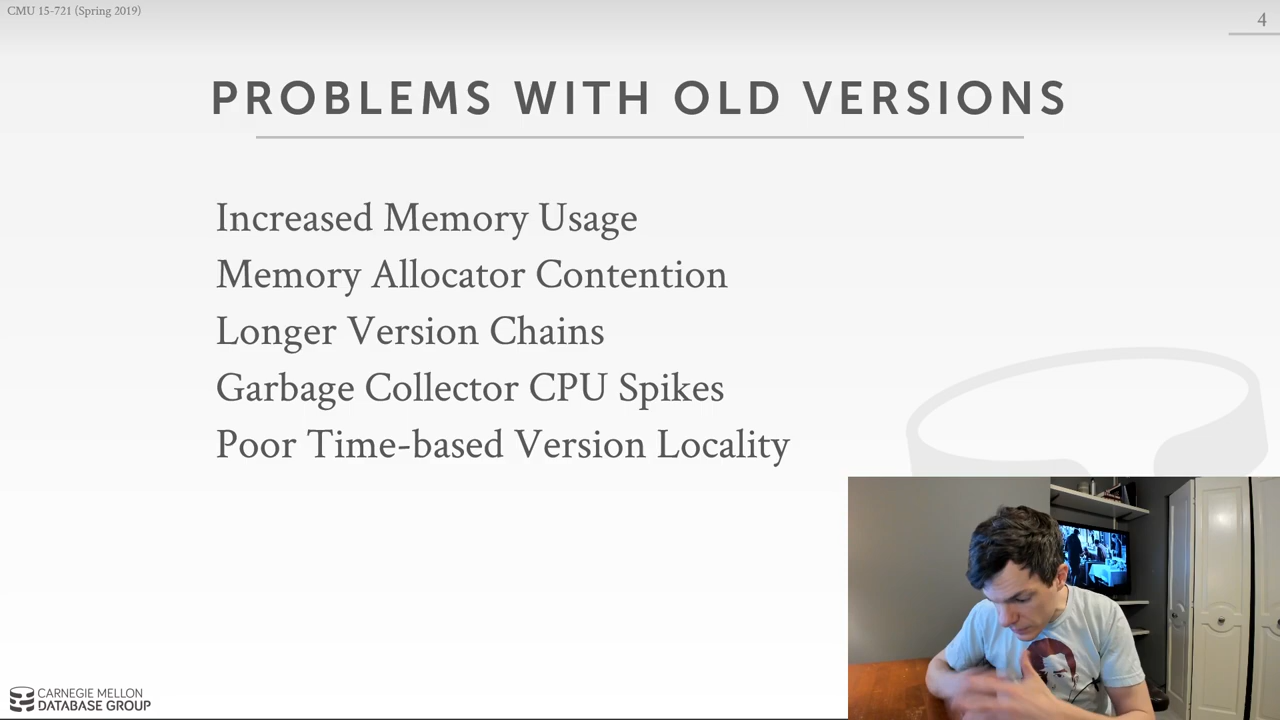 CMU 15-721 (Spring 2019)
4
PROBLEMS WITH OLD VERSIONS
Increased Memory Usage
Memory Allocator Contention
Longer Version Chains
Garbage Collector CPU Spikes
Poor Time-based Version Locality
CARNEGIE MELLON
DATABASE GROUP